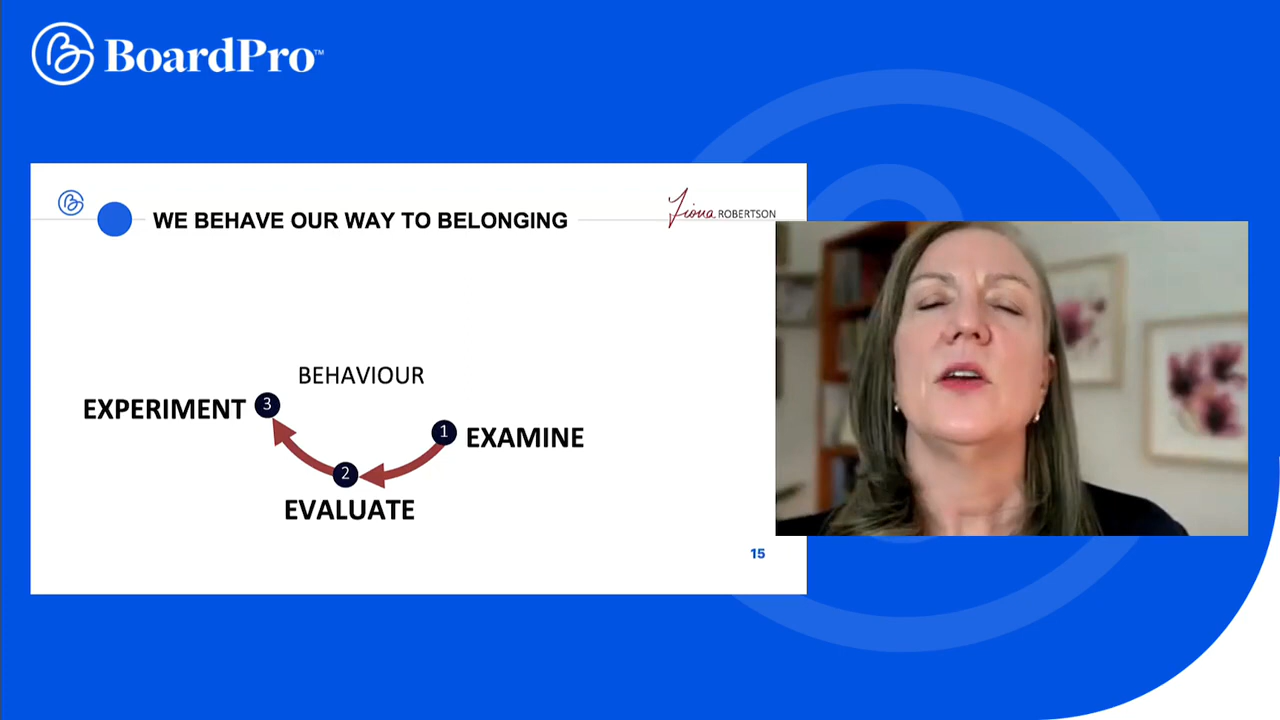 BoardPro™
WE BEHAVE OUR WAY TO BELONGING
Fiona ROBERTSON
BEHAVIOUR
EXPERIMENT
3
1
EXAMINE
2
EVALUATE
15